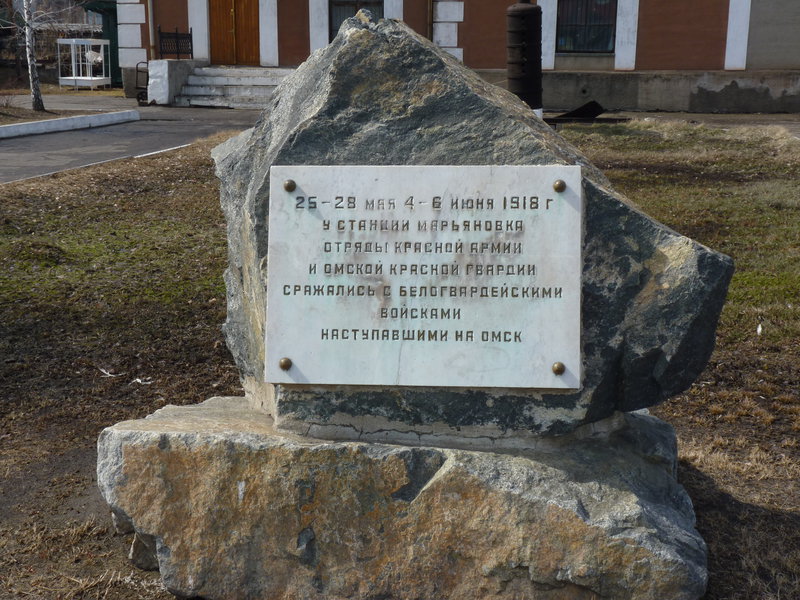 25-28 мая 4-6 июня 1918 г
у станции Марьяновка
отряды Красной Армии
и Омской Красной Гвардии
сражались с белогвардейскими
войсками
наступавшими на Омск